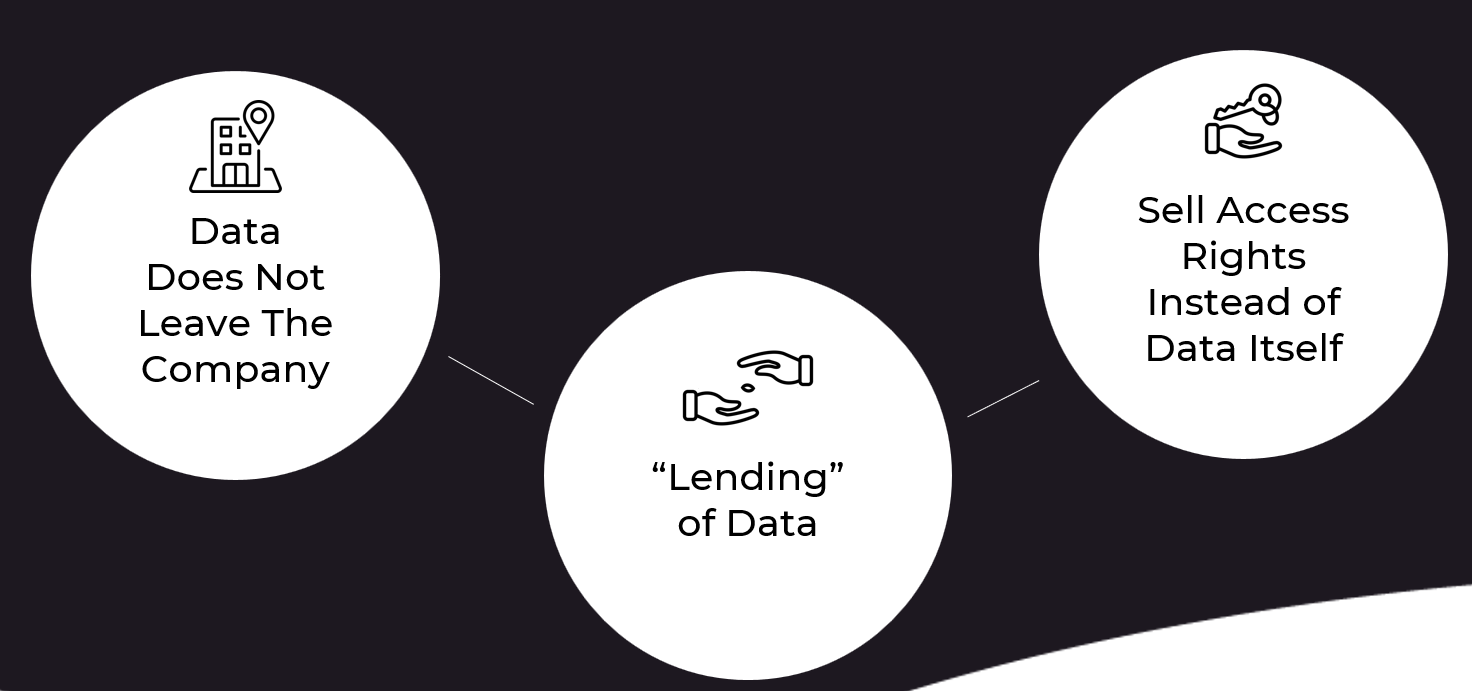 Data
Does Not
Leave The
Company
“Lending”
of Data
Sell Access
Rights
Instead of
Data Itself